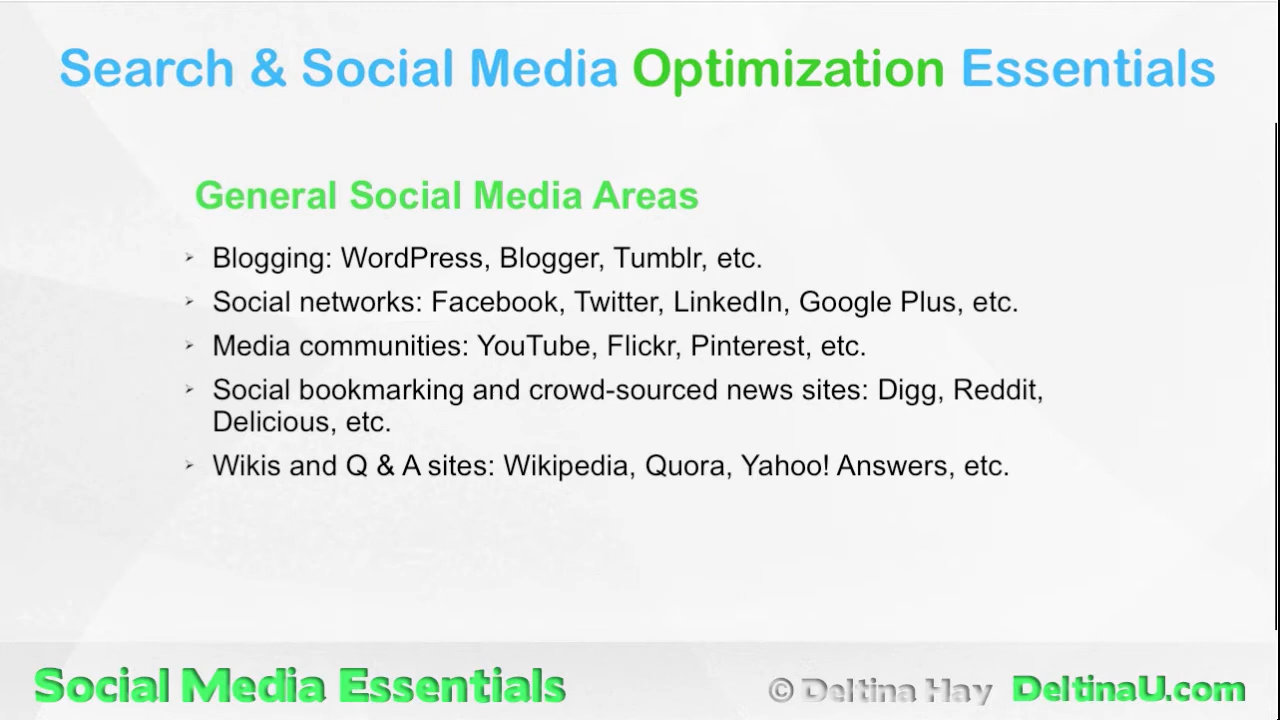 Search & Social Media Optimization Essentials
General Social Media Areas
➢ Blogging: WordPress, Blogger, Tumblr, etc.
➢ Social networks: Facebook, Twitter, LinkedIn, Google Plus, etc.
➢ Media communities: YouTube, Flickr, Pinterest, etc.
➢ Social bookmarking and crowd-sourced news sites: Digg, Reddit,
Delicious, etc.
➢ Wikis and Q & A sites: Wikipedia, Quora, Yahoo! Answers, etc.
Social Media Essentials
© Deltina Hay DeltinaU.com